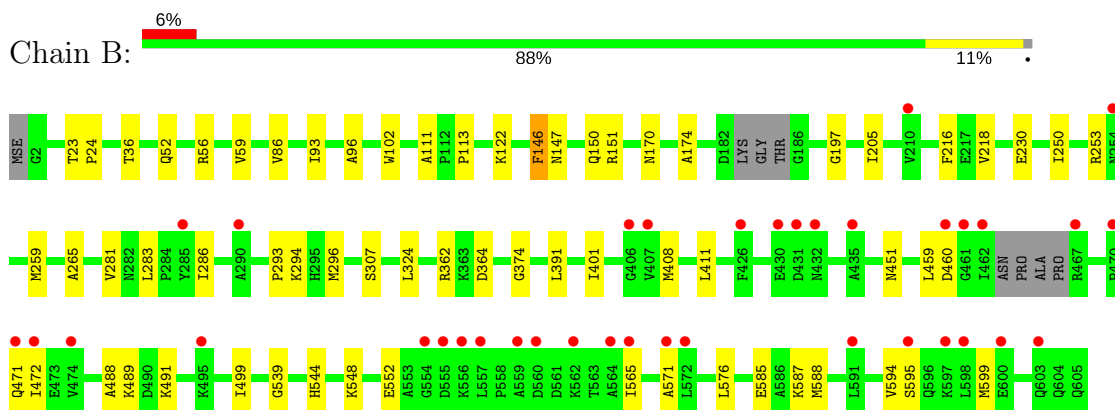 6%
Chain B:
88% 11% •
MSE G2 T23 P24 T36 Q52 R56 V59 V86 I93 A96 W102 A111 P112 P113 K122 F146 N147 Q150 R151 N170 A174 D182 LYS GLY THR G186 G197 I205 V210 F216 E217 V218 E230 I250 R253 N254
M259 A265 V281 N282 L283 P284 Y285 I286 A290 P293 K294 H295 M296 S307 L324 R362 K363 D364 G374 L391 I401 G406 V407 M408 L411 F426 E430 D431 N432 A435 N451 L459 D460 G461 I462 ASN PRO ALA PRO R467
Q471 I472 E473 V474 A488 K489 D490 K491 K495 I499 G539 H544 K548 E552 A553 G554 D555 K556 L557 P558 A559 D560 D561 K562 T563 A564 I565 A571 L572 L576 E585 A586 K587 M588 L591 V594 S595 Q596 K597 L598 M599 E600 Q603 Q604 Q605